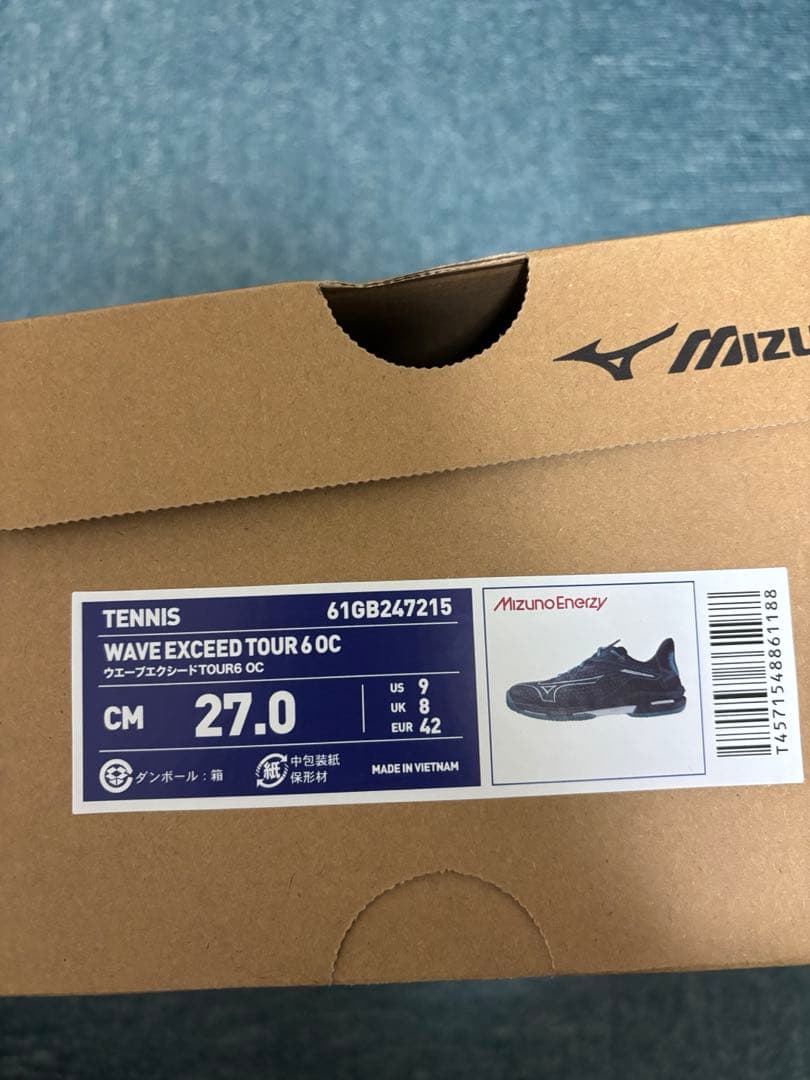 MIZU
TENNIS 61GB247215
WAVE EXCEED TOUR 6 OC
ウエーブエクシードTOUR6 OC
CM 27.0
US 9
UK 8
EUR 42
ダンボール：箱
紙 中包装紙
保形材
MADE IN VIETNAM
MIZUNO ENERZY
T4571548861188